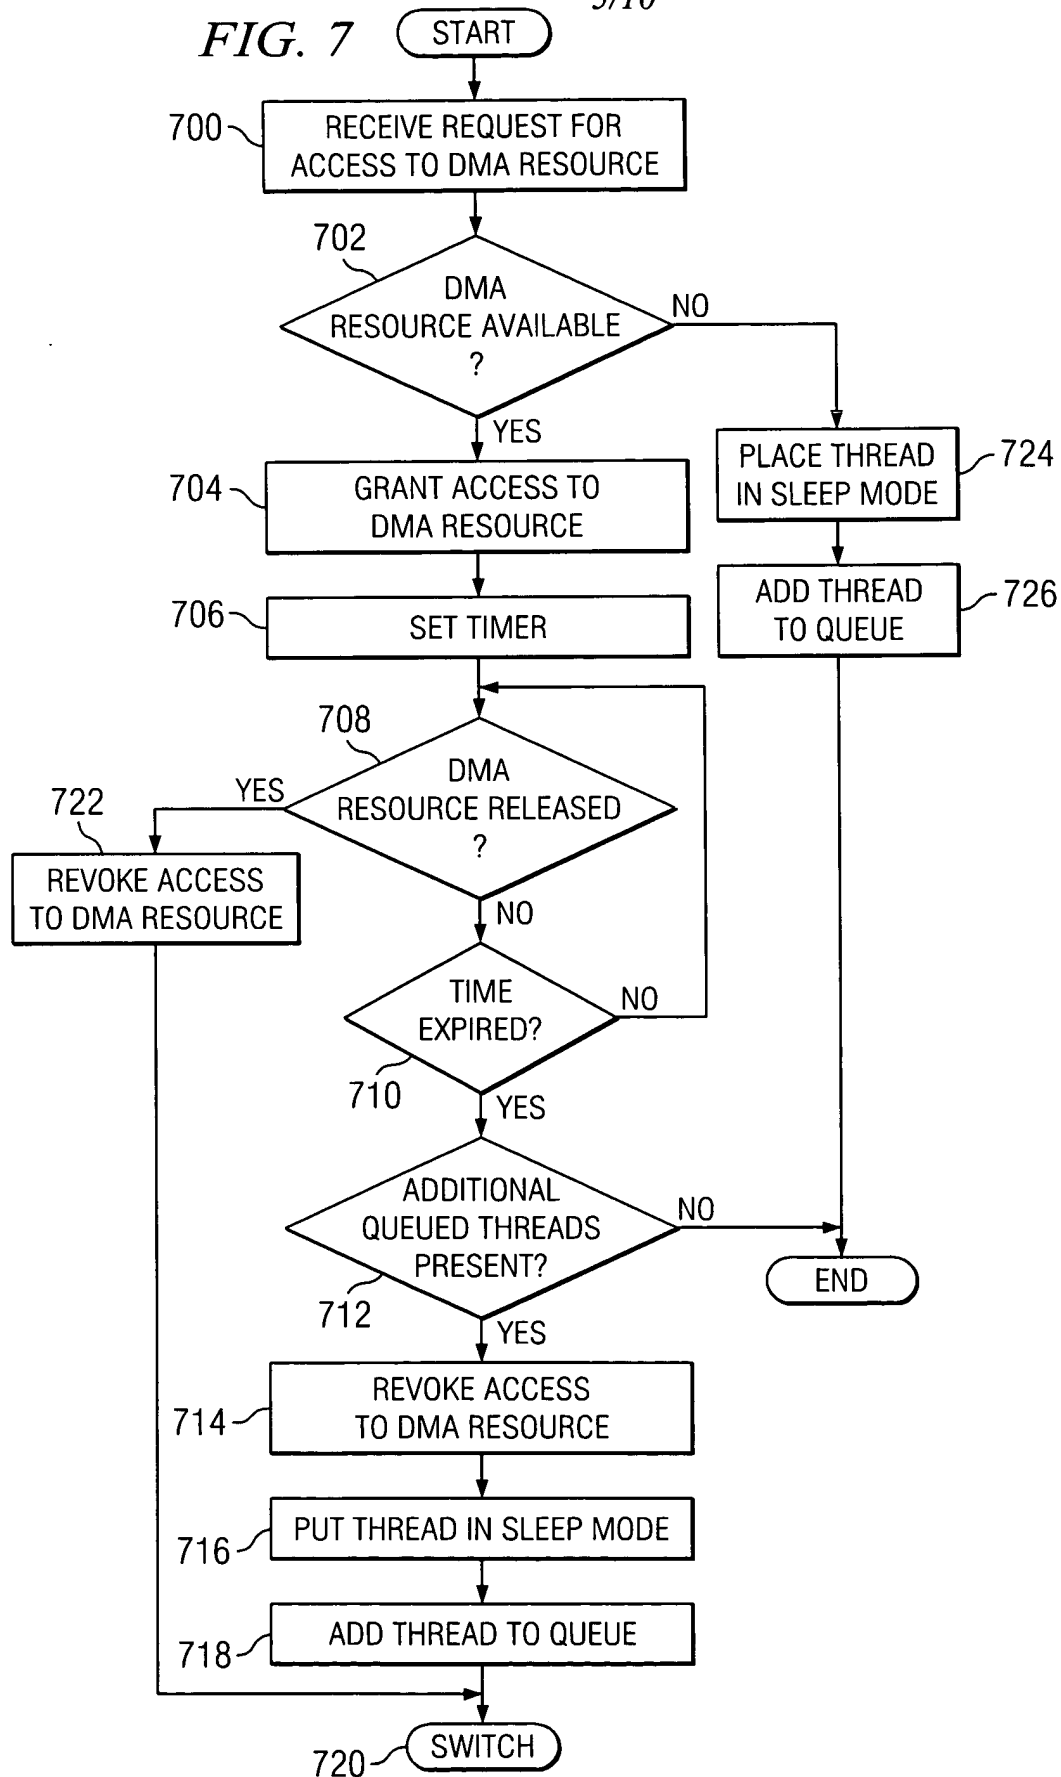 5/10
FIG. 7
START
700
RECEIVE REQUEST FOR
ACCESS TO DMA RESOURCE
702
DMA
RESOURCE AVAILABLE
?
NO
YES
704
GRANT ACCESS TO
DMA RESOURCE
PLACE THREAD
IN SLEEP MODE
724
706
SET TIMER
ADD THREAD
TO QUEUE
726
708
DMA
RESOURCE RELEASED
?
YES
722
REVOKE ACCESS
TO DMA RESOURCE
NO
TIME
EXPIRED?
NO
710
YES
ADDITIONAL
QUEUED THREADS
PRESENT?
NO
712
END
YES
714
REVOKE ACCESS
TO DMA RESOURCE
716
PUT THREAD IN SLEEP MODE
718
ADD THREAD TO QUEUE
720
SWITCH